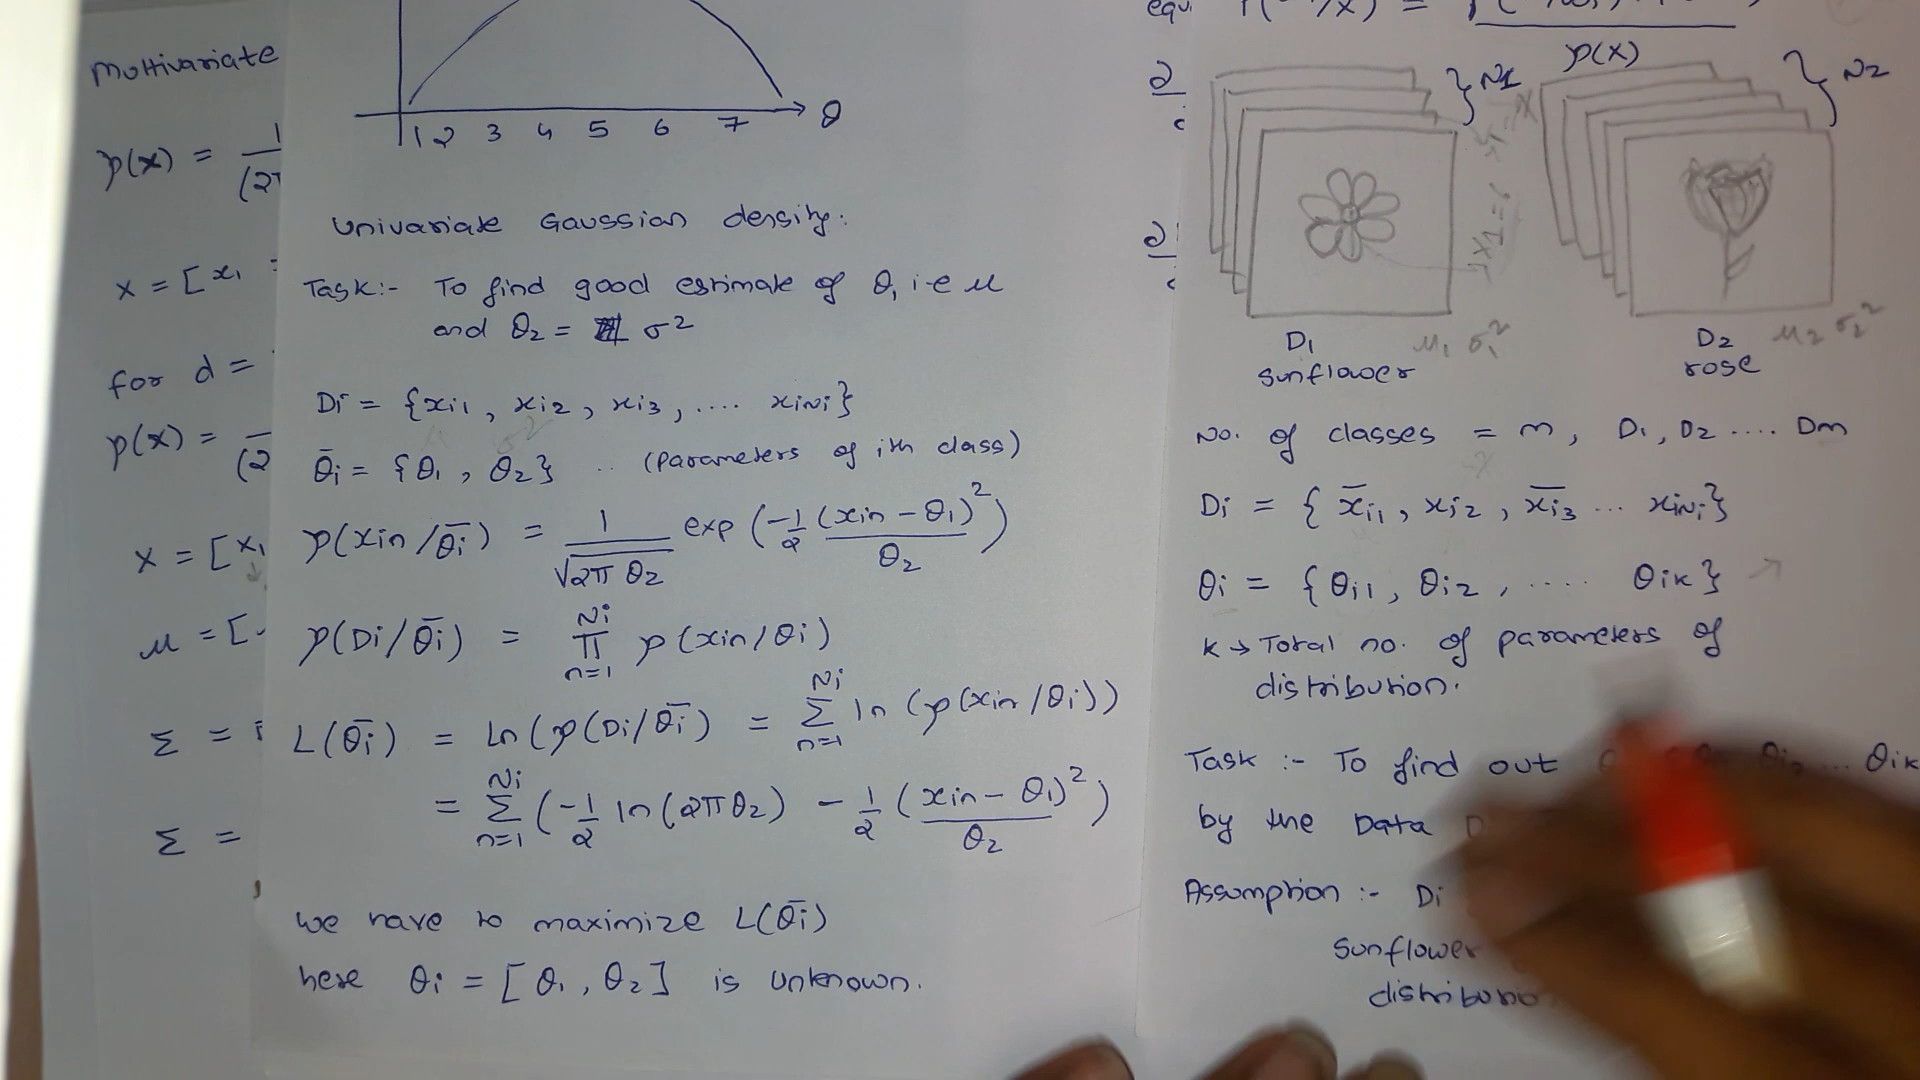 Multivariate
p(x) =
x = [x1
for d =
p(x) =
x = [x1
μ = [
Σ =
Σ =
1 2 3 4 5 6 7 θ
Univariate Gaussian density:
Task:- To find good estimate of θ, i.e μ
and θ2 = σ²
Di = {xi1, xi2, xi3, .... xiNi}
θ̄i = {θ1, θ2} .. (parameters of ith class)
p(xin/θ̄i) = 1/√2πθ2 exp(-1/2 (xin - θ1)²/θ2)
p(Di/θ̄i) = Π n=1 Ni p(xin/θi)
L(θ̄i) = Ln(p(Di/θ̄i) = Σ n=1 Ni ln(p(xin/θi))
= Σ n=1 Ni (-1/2 ln(2πθ2) - 1/2 (xin - θ1)²/θ2)
we have to maximize L(θ̄i)
here θi = [θ1, θ2] is unknown.
equ
p(x)
} N1 } N2
D1 μ1 σ1²
sunflower
D2 μ2 σ2²
rose
No. of classes = m, D1, D2 .... Dm
Di = {x̄i1, xi2, x̄i3 ... xiNi}
θi = {θi1, θi2, .... θik}
k → Total no. of parameters of
distribution.
Task :- To find out ... θik
by the Data D
Assumption :- Di
sunflower